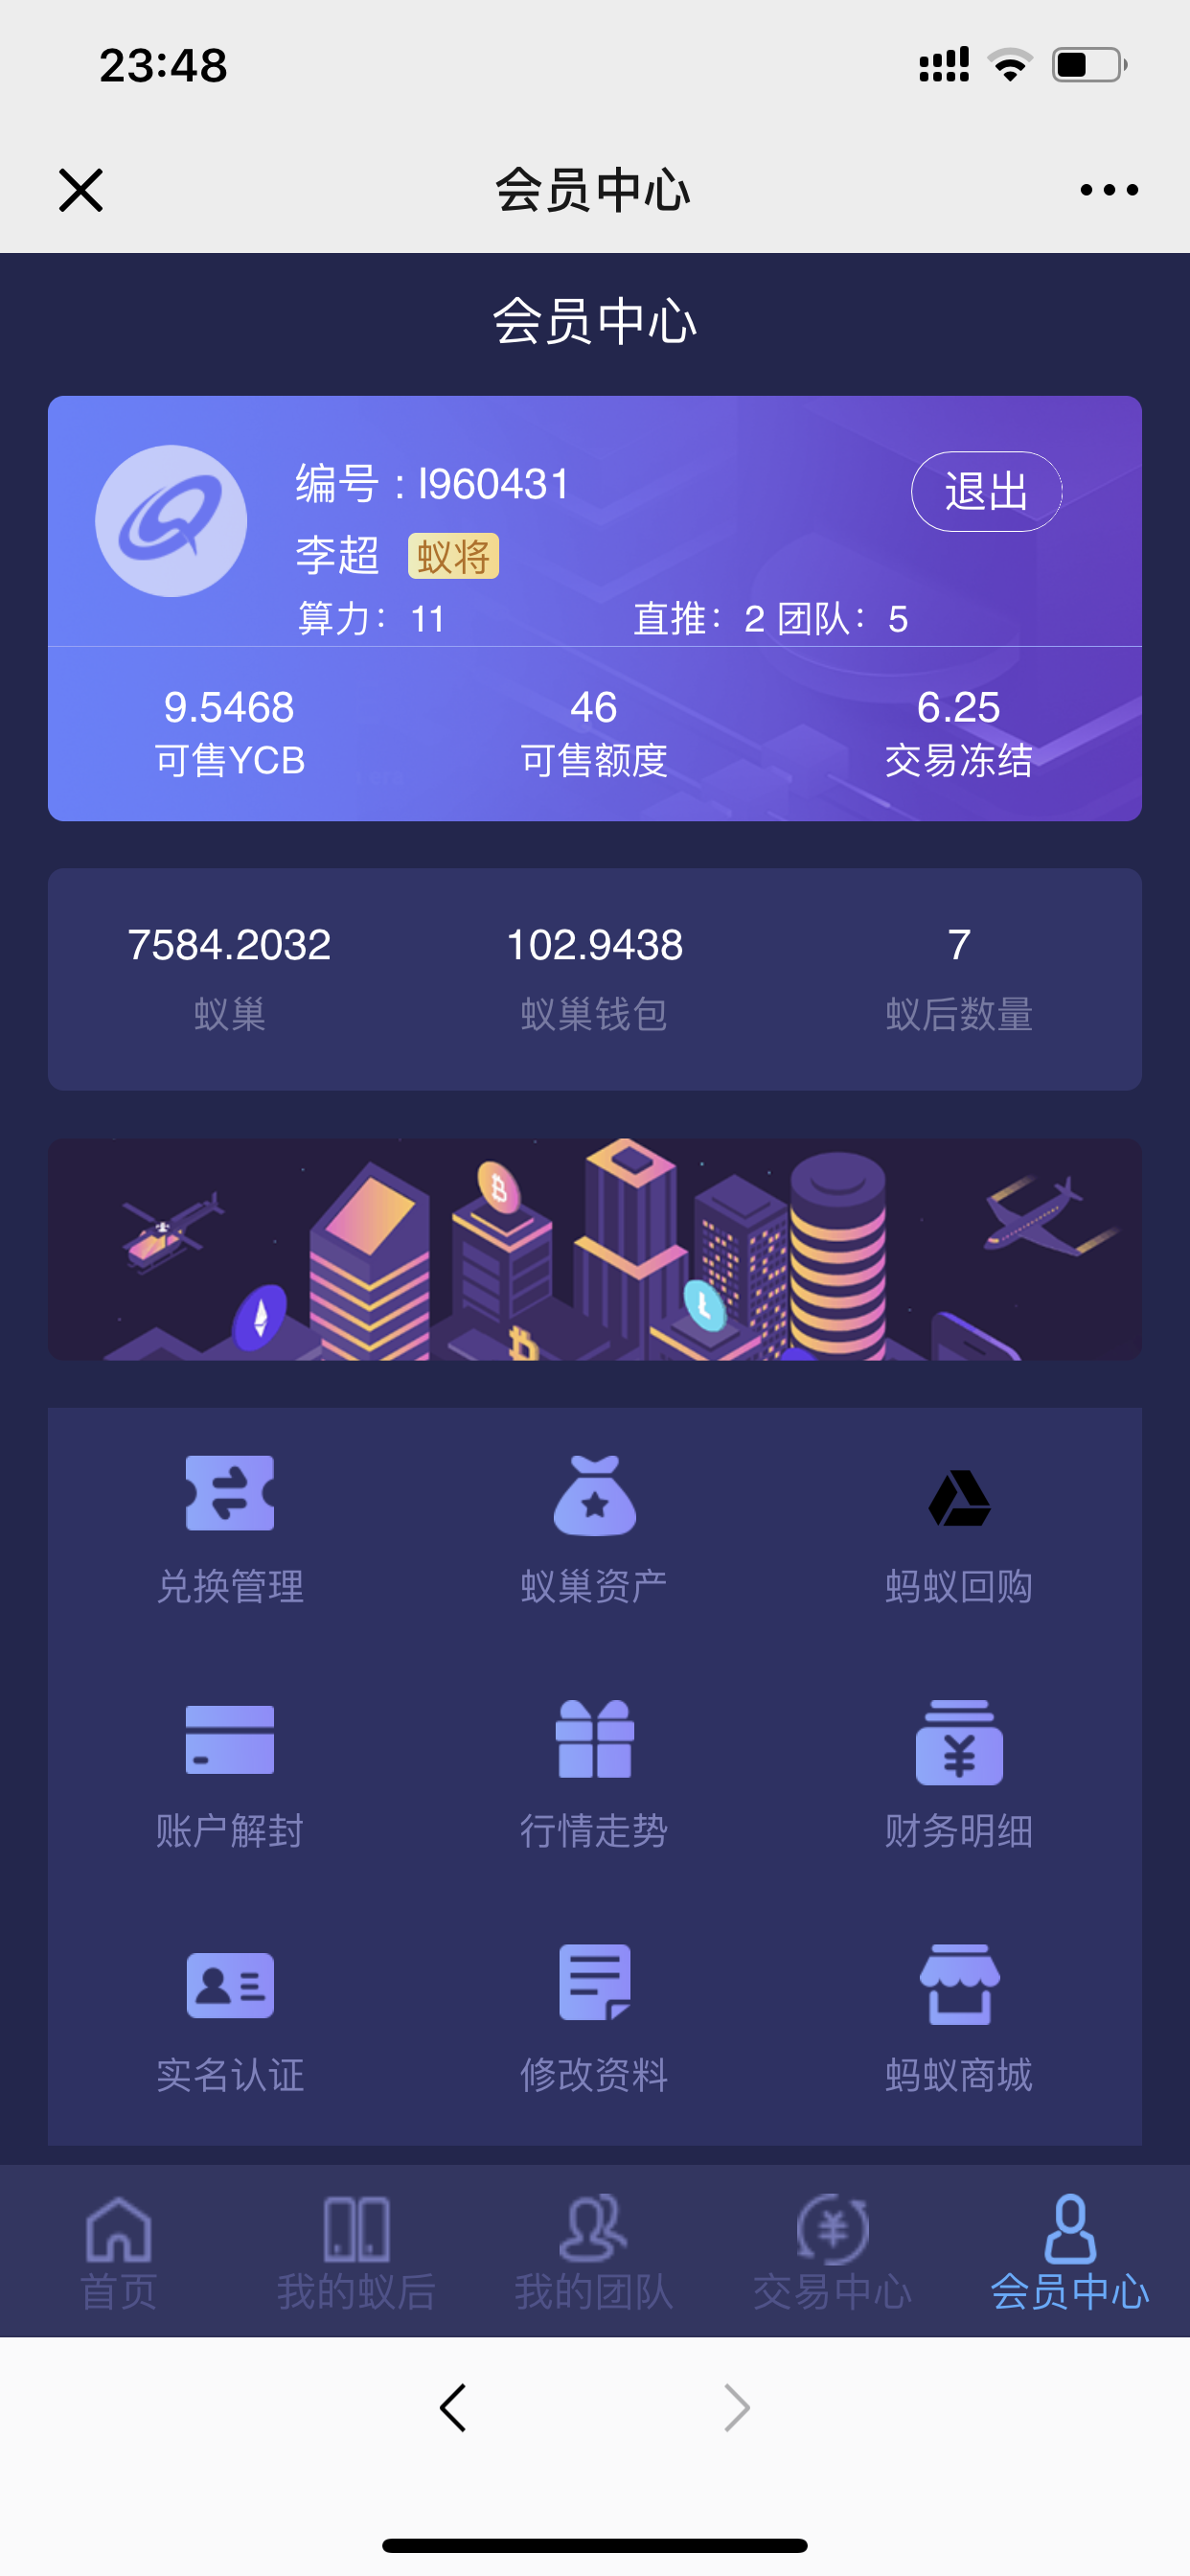 23:48
会员中心
会员中心
编号：I960431
退出
李超 蚁将
算力：11 直推：2 团队：5
9.5468 46 6.25
可售YCB 可售额度 交易冻结
7584.2032 102.9438 7
蚁巢 蚁巢钱包 蚁后数量
兑换管理 蚁巢资产 蚂蚁回购
账户解封 行情走势 财务明细
实名认证 修改资料 蚂蚁商城
首页 我的蚁后 我的团队 交易中心 会员中心